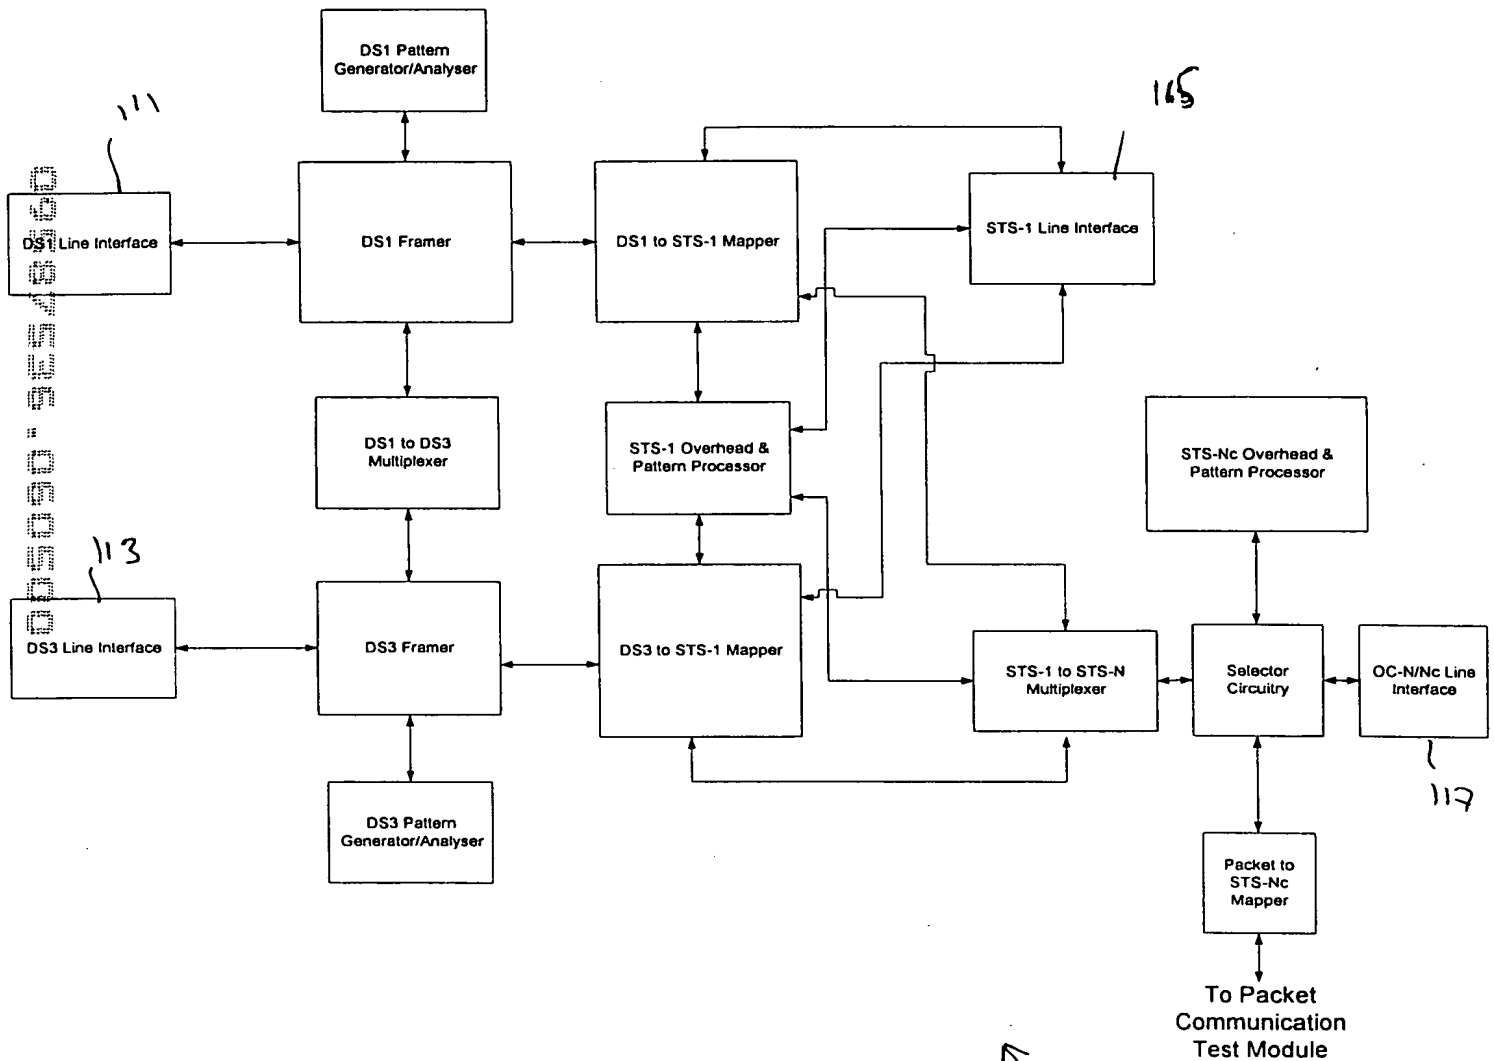 DS1 Pattern
Generator/Analyser
111
DS1 Line Interface
DS1 Framer
DS1 to STS-1 Mapper
STS-1 Line Interface
DS1 to DS3
Multiplexer
STS-1 Overhead &
Pattern Processor
STS-Nc Overhead &
Pattern Processor
113
DS3 Line Interface
DS3 Framer
DS3 to STS-1 Mapper
STS-1 to STS-N
Multiplexer
Selector
Circuitry
OC-N/Nc Line
Interface
117
DS3 Pattern
Generator/Analyser
Packet to
STS-Nc
Mapper
To Packet
Communication
Test Module